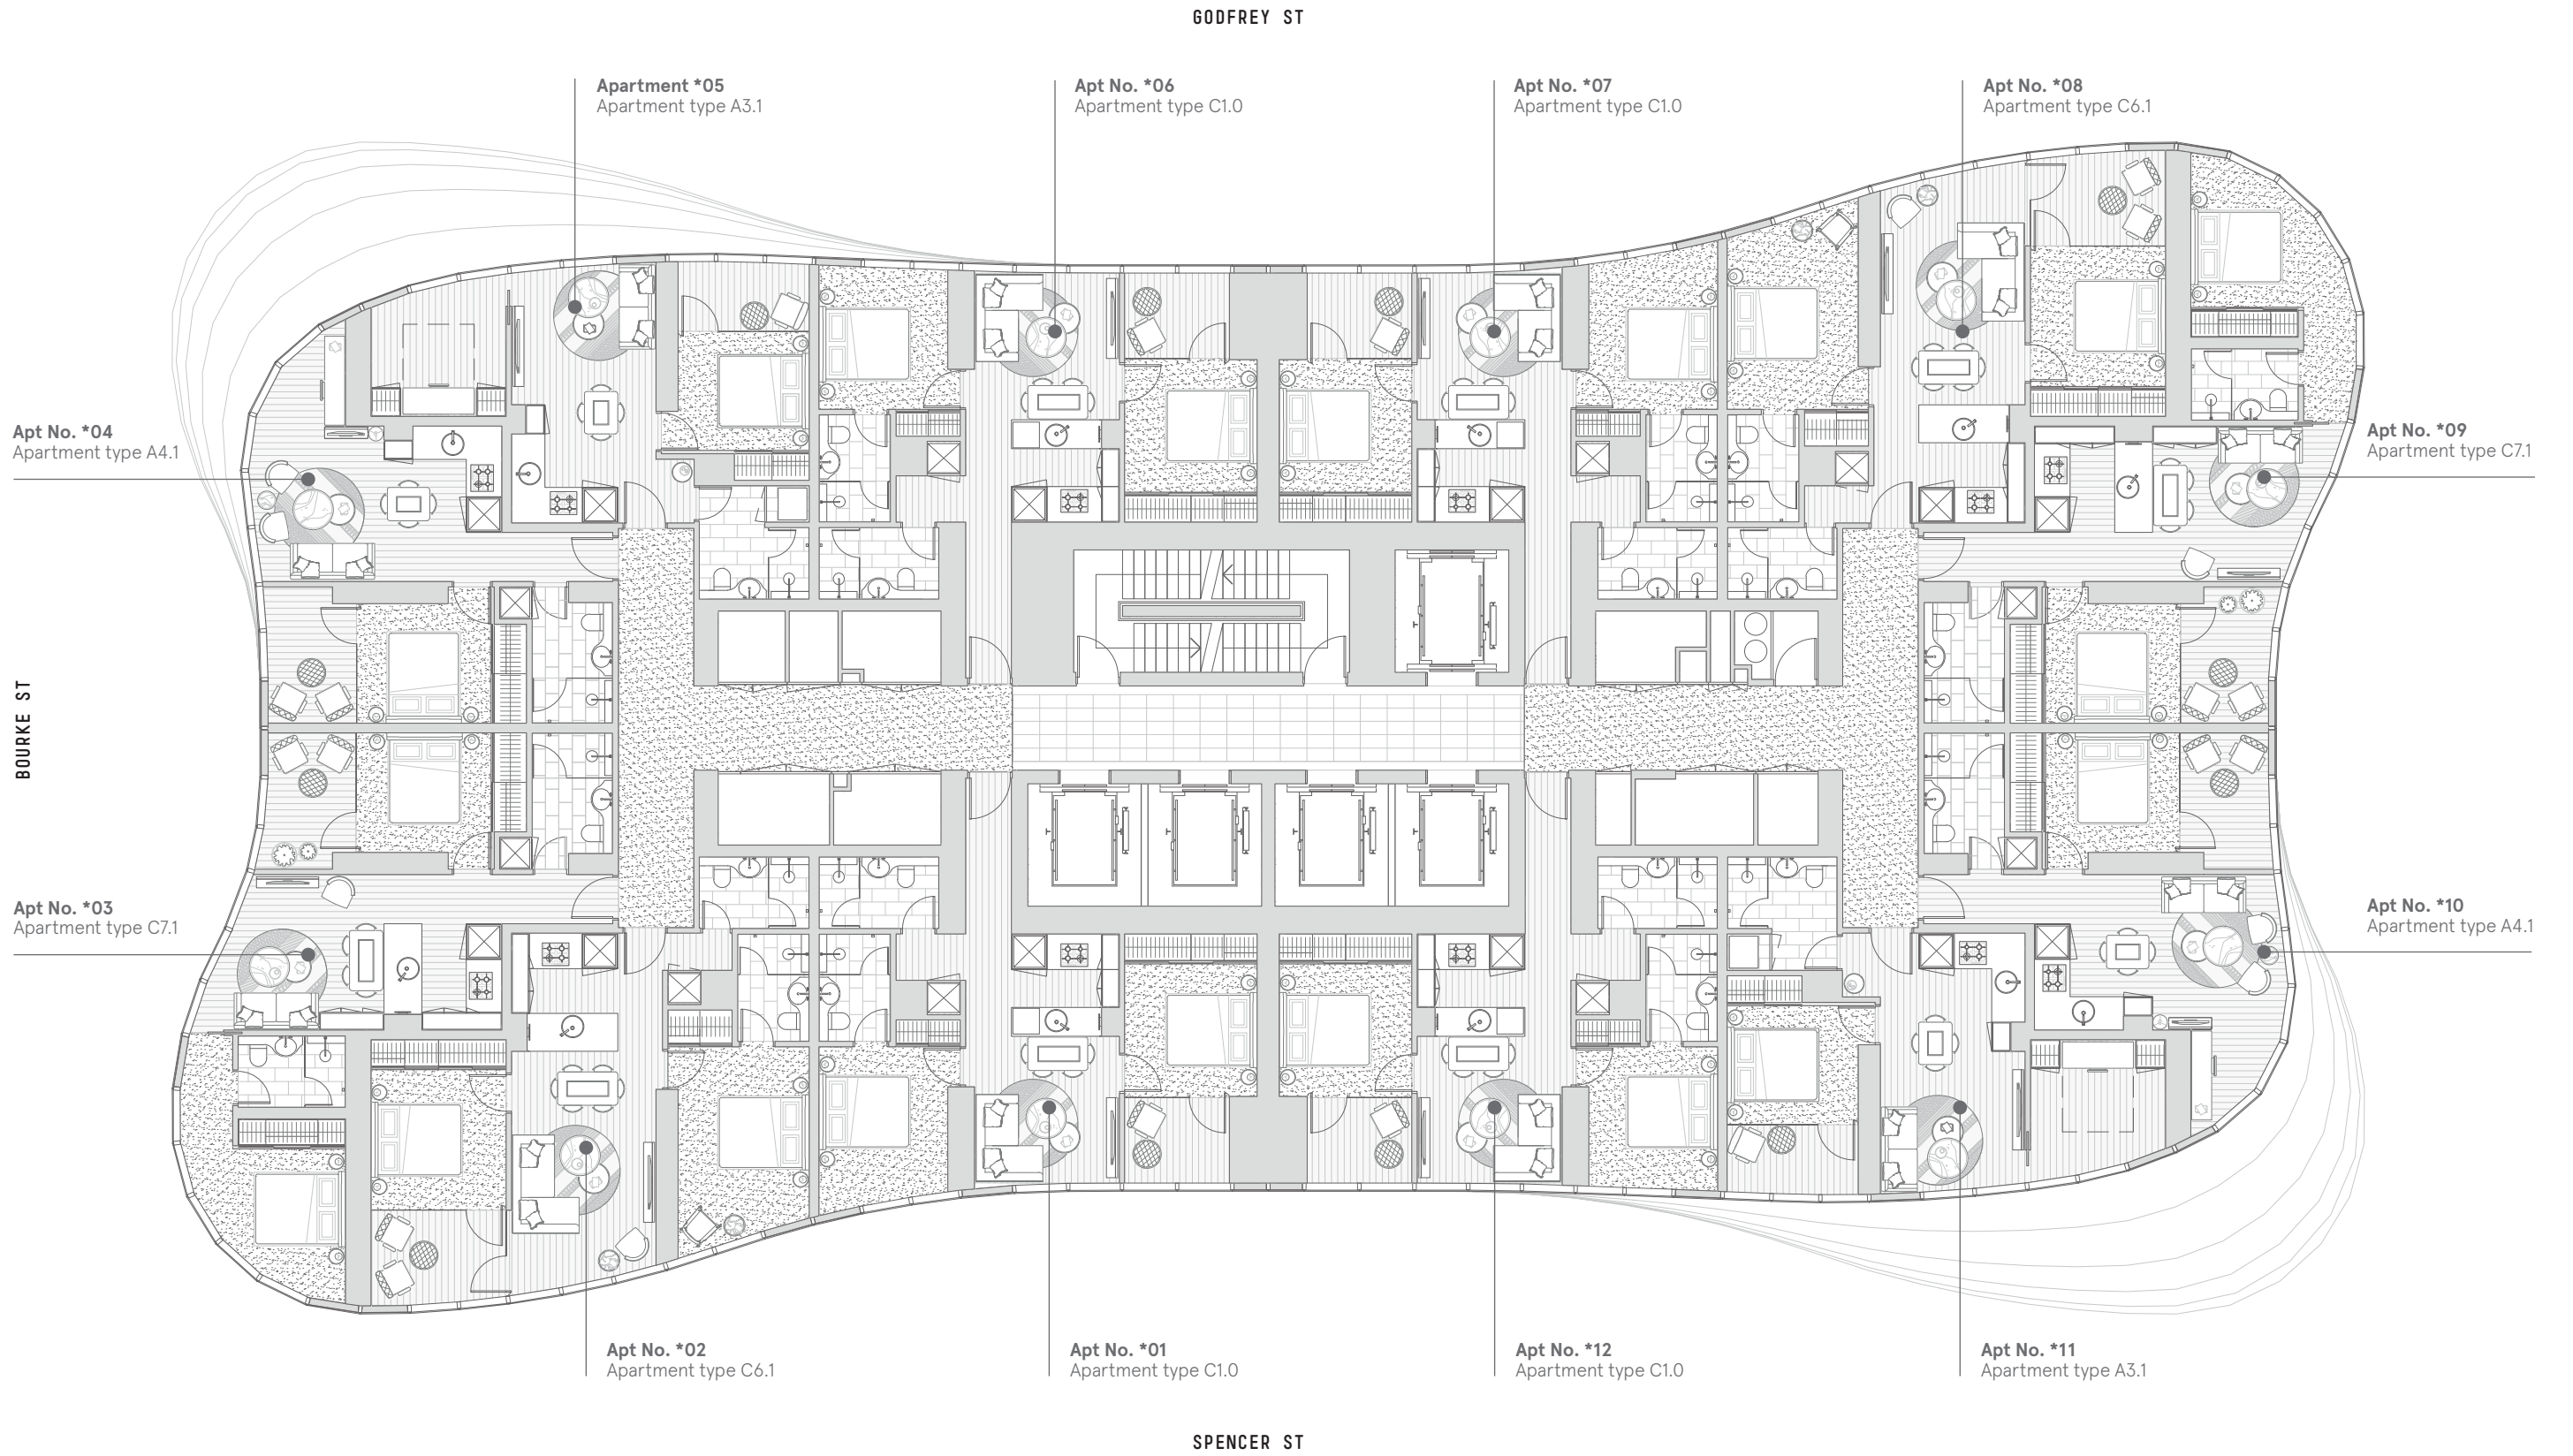 GODFREY ST
Apartment *05
Apartment type A3.1
Apt No. *06
Apartment type C1.0
Apt No. *07
Apartment type C1.0
Apt No. *08
Apartment type C6.1
Apt No. *04
Apartment type A4.1
Apt No. *09
Apartment type C7.1
BOURKE ST
Apt No. *03
Apartment type C7.1
Apt No. *10
Apartment type A4.1
Apt No. *02
Apartment type C6.1
Apt No. *01
Apartment type C1.0
Apt No. *12
Apartment type C1.0
Apt No. *11
Apartment type A3.1
SPENCER ST